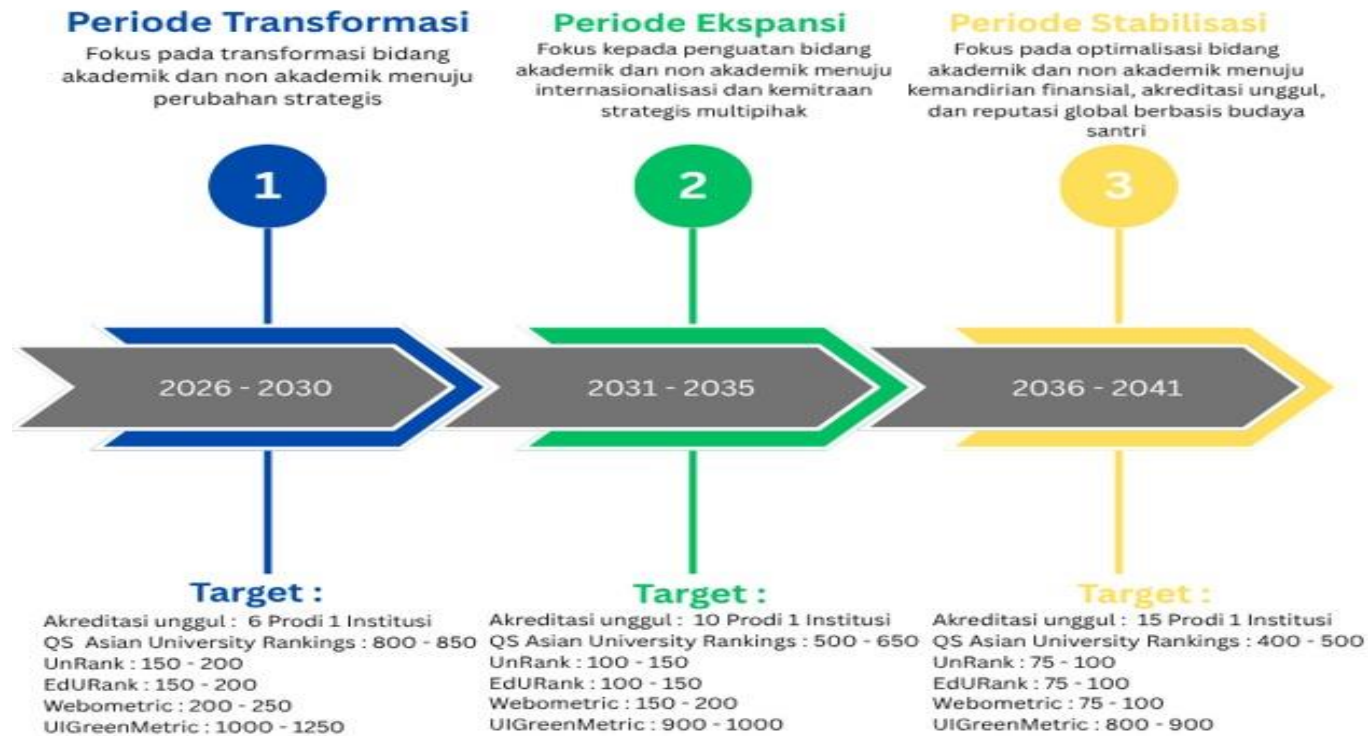 Periode Transformasi
Fokus pada transformasi bidang
akademik dan non akademik menuju
perubahan strategis
Periode Ekspansi
Fokus kepada penguatan bidang
akademik dan non akademik menuju
internasionalisasi dan kemitraan
strategis multipihak
Periode Stabilisasi
Fokus pada optimalisasi bidang
akademik dan non akademik menuju
kemandirian finansial, akreditasi unggul,
dan reputasi global berbasis budaya
santri
1
2
3
2026 - 2030
2031 - 2035
2036 - 2041
Target :
Akreditasi unggul : 6 Prodi 1 Institusi
QS Asian University Rankings : 800 - 850
UnRank : 150 - 200
EdURank : 150 - 200
Webometric : 200 - 250
UIGreenMetric : 1000 - 1250
Target :
Akreditasi unggul : 10 Prodi 1 Institusi
QS Asian University Rankings : 500 - 650
UnRank : 100 - 150
EdURank : 100 - 150
Webometric : 150 - 200
UIGreenMetric : 900 - 1000
Target :
Akreditasi unggul : 15 Prodi 1 Institusi
QS Asian University Rankings : 400 - 500
UnRank : 75 - 100
EdURank : 75 - 100
Webometric : 75 - 100
UIGreenMetric : 800 - 900